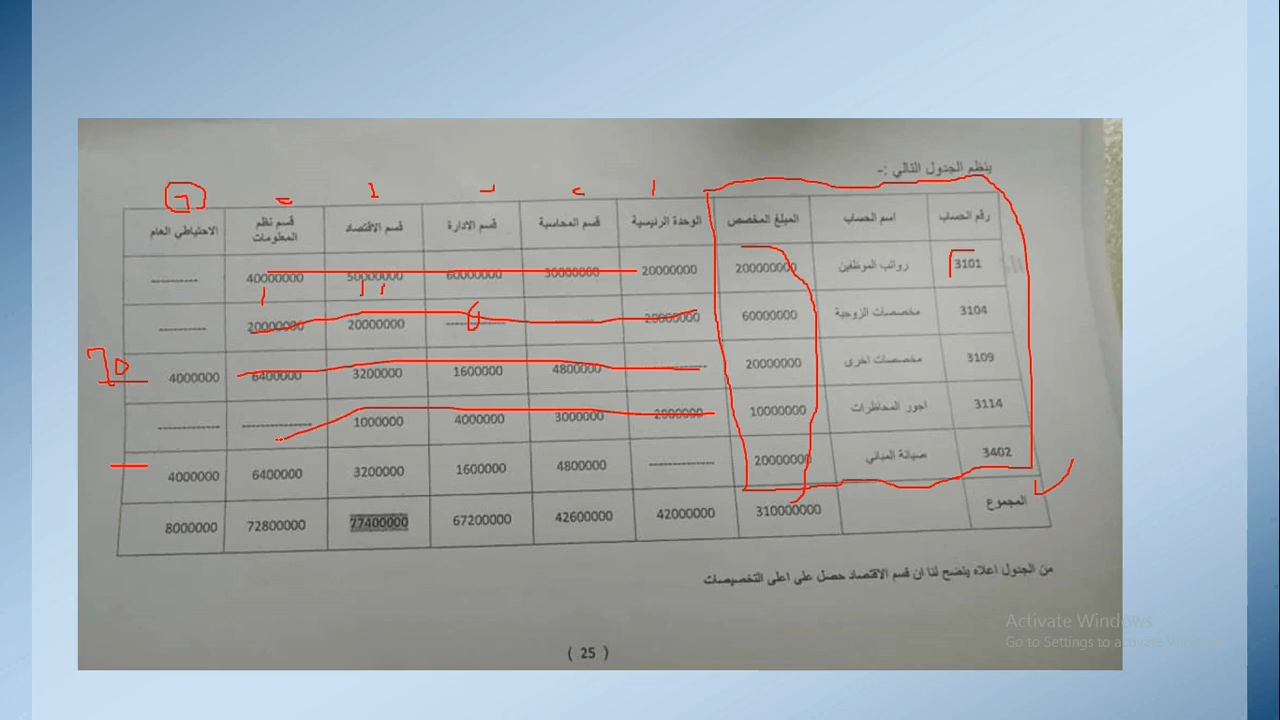 ينظم الجدول التالي :-
رقم الحساب اسم الحساب المبلغ المخصص الوحدة الرئيسية قسم المحاسبة قسم الادارة قسم الاقتصاد قسم نظم المعلومات الاحتياطي العام
3101 رواتب الموظفين 200000000 20000000 30000000 60000000 50000000 40000000 ----------
3104 مخصصات الزوجية 60000000 20000000 ---------- ---------- 20000000 20000000 ----------
3109 مخصصات اخرى 20000000 ---------- 4800000 1600000 3200000 6400000 4000000
3114 اجور المحاظرات 10000000 2000000 3000000 4000000 1000000 ---------- ----------
3402 صيانة المباني 20000000 ---------- 4800000 1600000 3200000 6400000 4000000
المجموع 310000000 42000000 42600000 67200000 77400000 72800000 8000000
من الجدول اعلاه يتضح لنا ان قسم الاقتصاد حصل على اعلى التخصيصات
( 25 )
Activate Windows
Go to Settings to activate Windows.